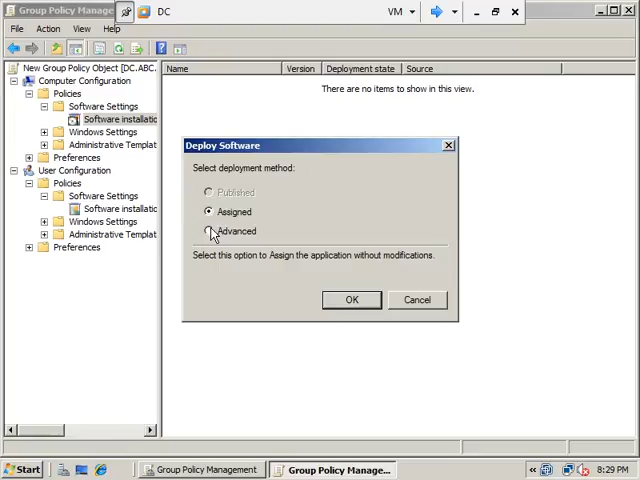 Group Policy Manage
DC
VM
File Action View Help
New Group Policy Object [DC.ABC.
Computer Configuration
Policies
Software Settings
Software installatio
Windows Settings
Administrative Templat
Preferences
User Configuration
Policies
Software Settings
Software installatio
Windows Settings
Administrative Templat
Preferences
Name Version Deployment state Source
There are no items to show in this view.
Deploy Software
Select deployment method:
Published
Assigned
Advanced
Select this option to Assign the application without modifications.
OK Cancel
Start Group Policy Management Group Policy Manage... 8:29 PM